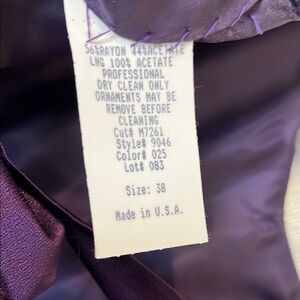 56%RAYON 44%ACETATE
LNG 100% ACETATE
PROFESSIONAL
DRY CLEAN ONLY
ORNAMENTS MAY BE
REMOVE BEFORE
CLEANING
Cut# M7261
Style# 9046
Color# 025
Lot# 083
Size: 38
Made in U.S.A.